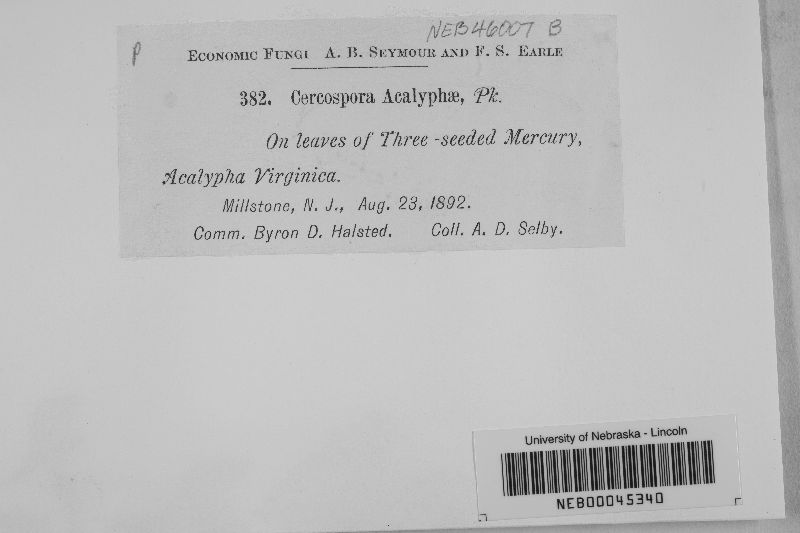 NEB46007 B
P
ECONOMIC FUNGI A. B. SEYMOUR AND F. S. EARLE
382. Cercospora Acalyphæ, Pk.
On leaves of Three-seeded Mercury,
Acalypha Virginica.
Millstone, N. J., Aug. 23, 1892.
Comm. Byron D. Halsted. Coll. A. D. Selby.
University of Nebraska - Lincoln
NEB00045340